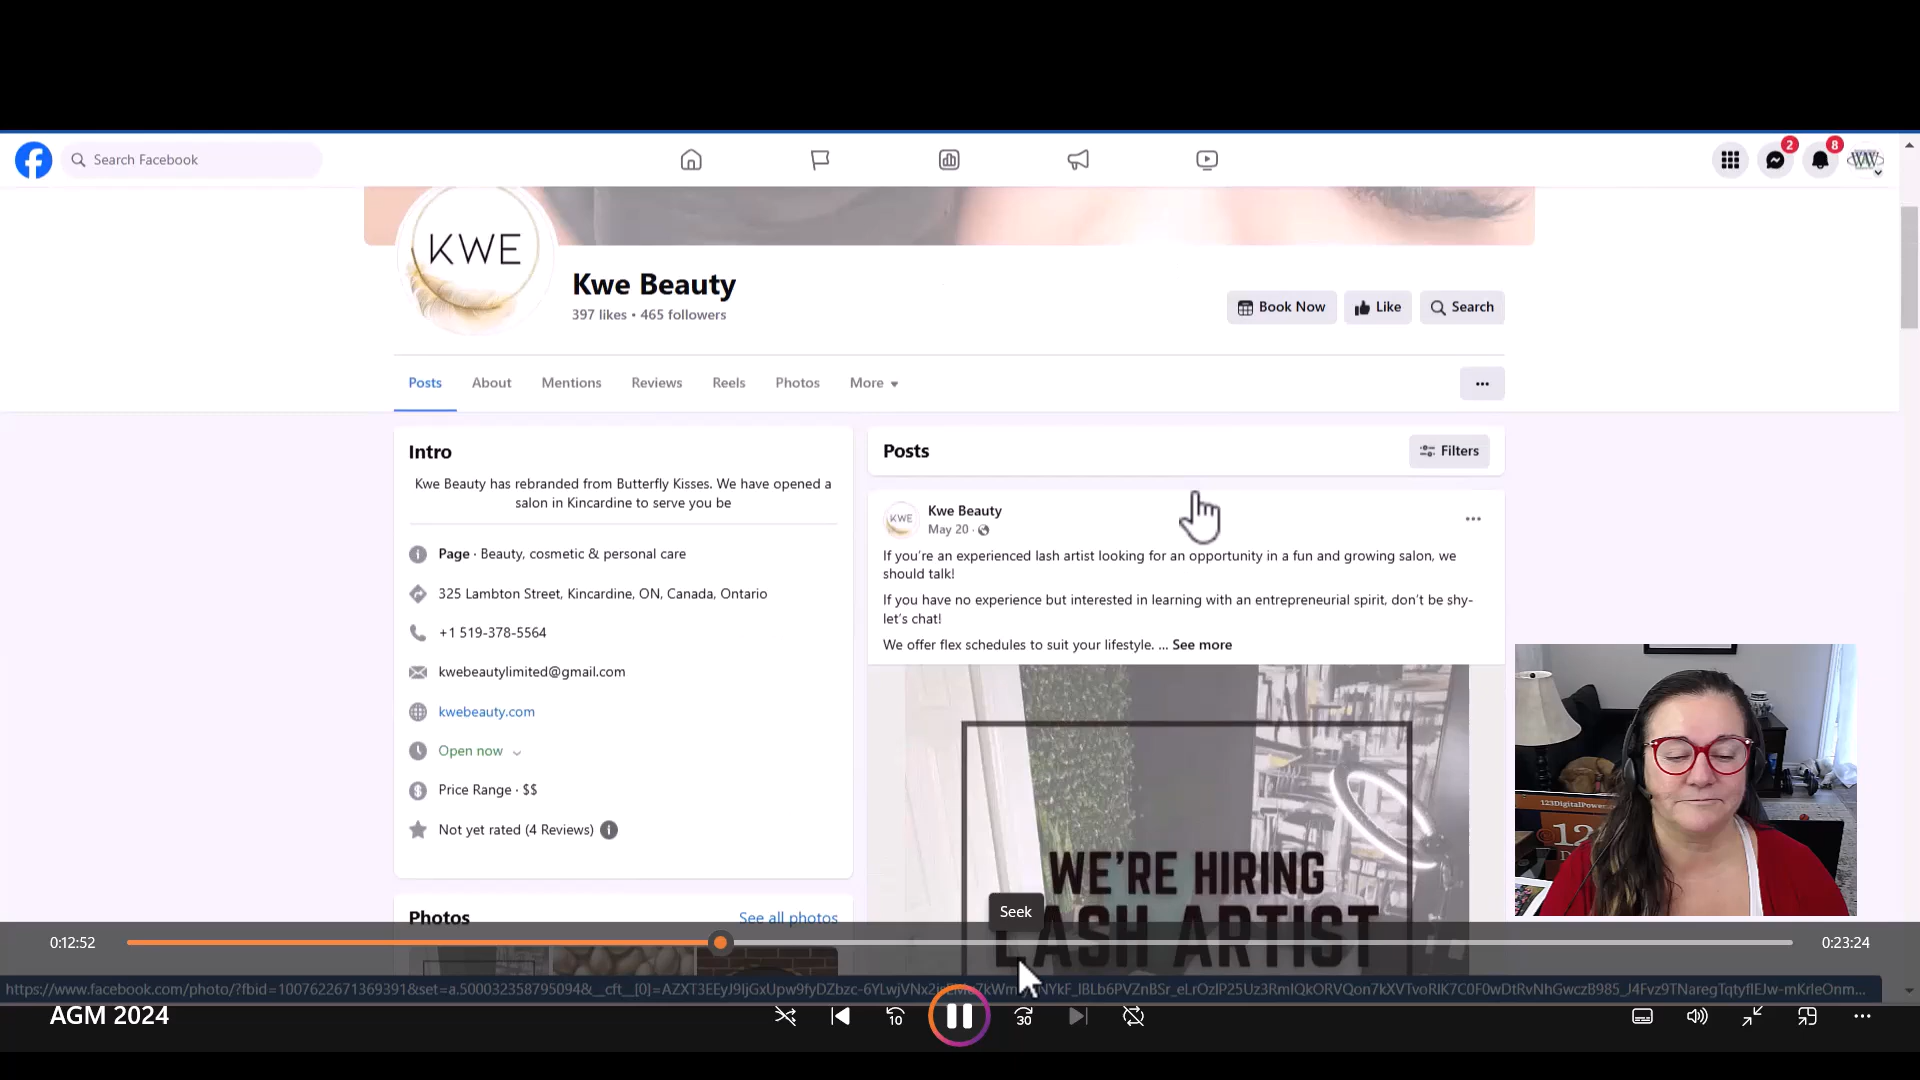 Search Facebook
2
8
KWE
Kwe Beauty
397 likes • 465 followers
Book Now
Like
Search
Posts
About
Mentions
Reviews
Reels
Photos
More
Intro
Kwe Beauty has rebranded from Butterfly Kisses. We have opened a
salon in Kincardine to serve you be
Page · Beauty, cosmetic & personal care
325 Lambton Street, Kincardine, ON, Canada, Ontario
+1 519-378-5564
kwebeautylimited@gmail.com
kwebeauty.com
Open now
Price Range · $$
Not yet rated (4 Reviews)
Photos
See all photos
Posts
Filters
KWE
Kwe Beauty
May 20 ·
If you're an experienced lash artist looking for an opportunity in a fun and growing salon, we
should talk!
If you have no experience but interested in learning with an entrepreneurial spirit, don't be shy-
let's chat!
We offer flex schedules to suit your lifestyle. ... See more
WE'RE HIRING
LASH ARTIST
123DigitalPower.
Seek
0:12:52
0:23:24
AGM 2024
10
30